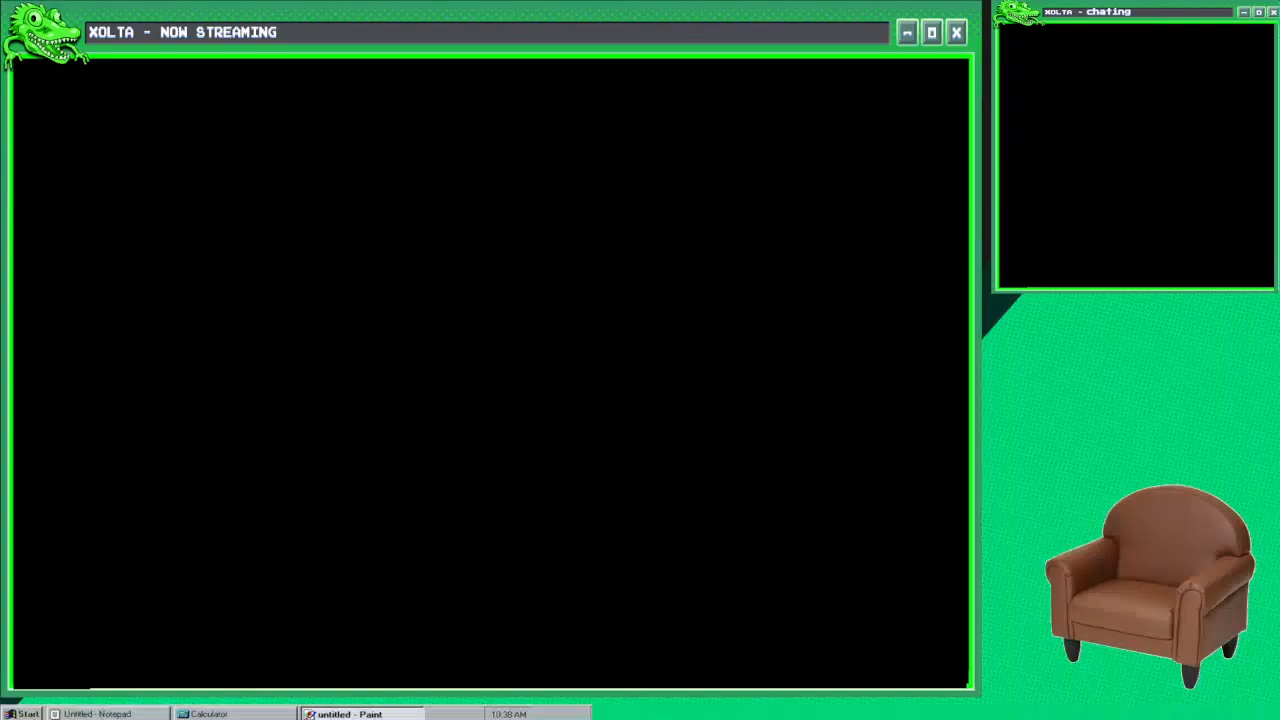 XOLTA - NOW STREAMING
XOLTA - chating
Start
Untitled - Notepad
Calculator
untitled - Paint
10:38 AM